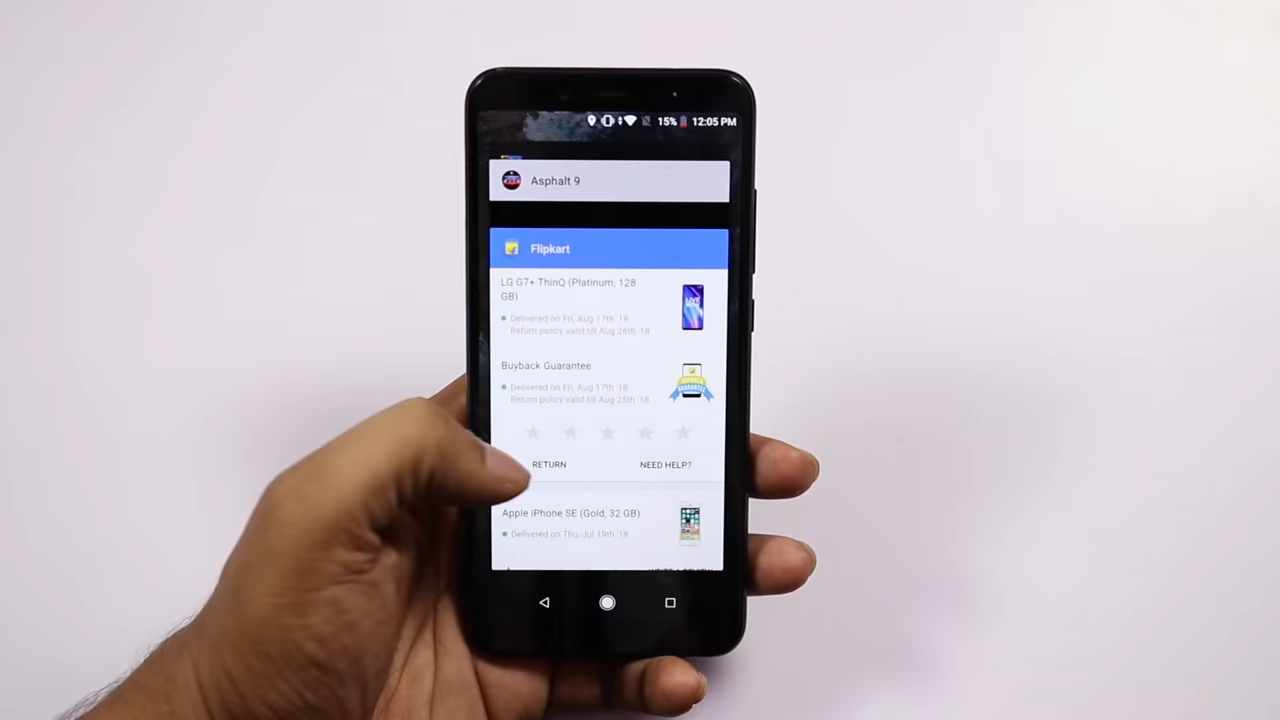 15% 12:05 PM
Asphalt 9
Flipkart
LG G7+ ThinQ (Platinum, 128
GB)
Delivered on Fri, Aug 17th '18
Return policy valid till Aug 26th '18
Buyback Guarantee
Delivered on Fri, Aug 17th '18
Return policy valid till Aug 25th '18
RETURN
NEED HELP?
Apple iPhone SE (Gold, 32 GB)
Delivered on Thu, Jul 19th '18